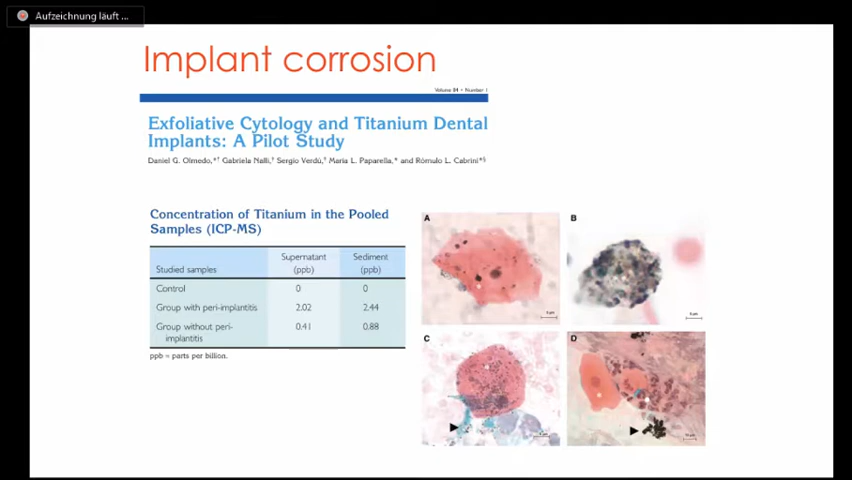 Aufzeichnung läuft ...
Implant corrosion
Volume 84 • Number 1
Exfoliative Cytology and Titanium Dental
Implants: A Pilot Study
Daniel G. Olmedo,*† Gabriela Nalli,† Sergio Verdú,† Maria L. Paparella,* and Rómulo L. Cabrini*§
Concentration of Titanium in the Pooled
Samples (ICP-MS)
Studied samples Supernatant (ppb) Sediment (ppb)
Control 0 0
Group with peri-implantitis 2.02 2.44
Group without peri-implantitis 0.41 0.88
ppb = parts per billion.
A
B
C
D